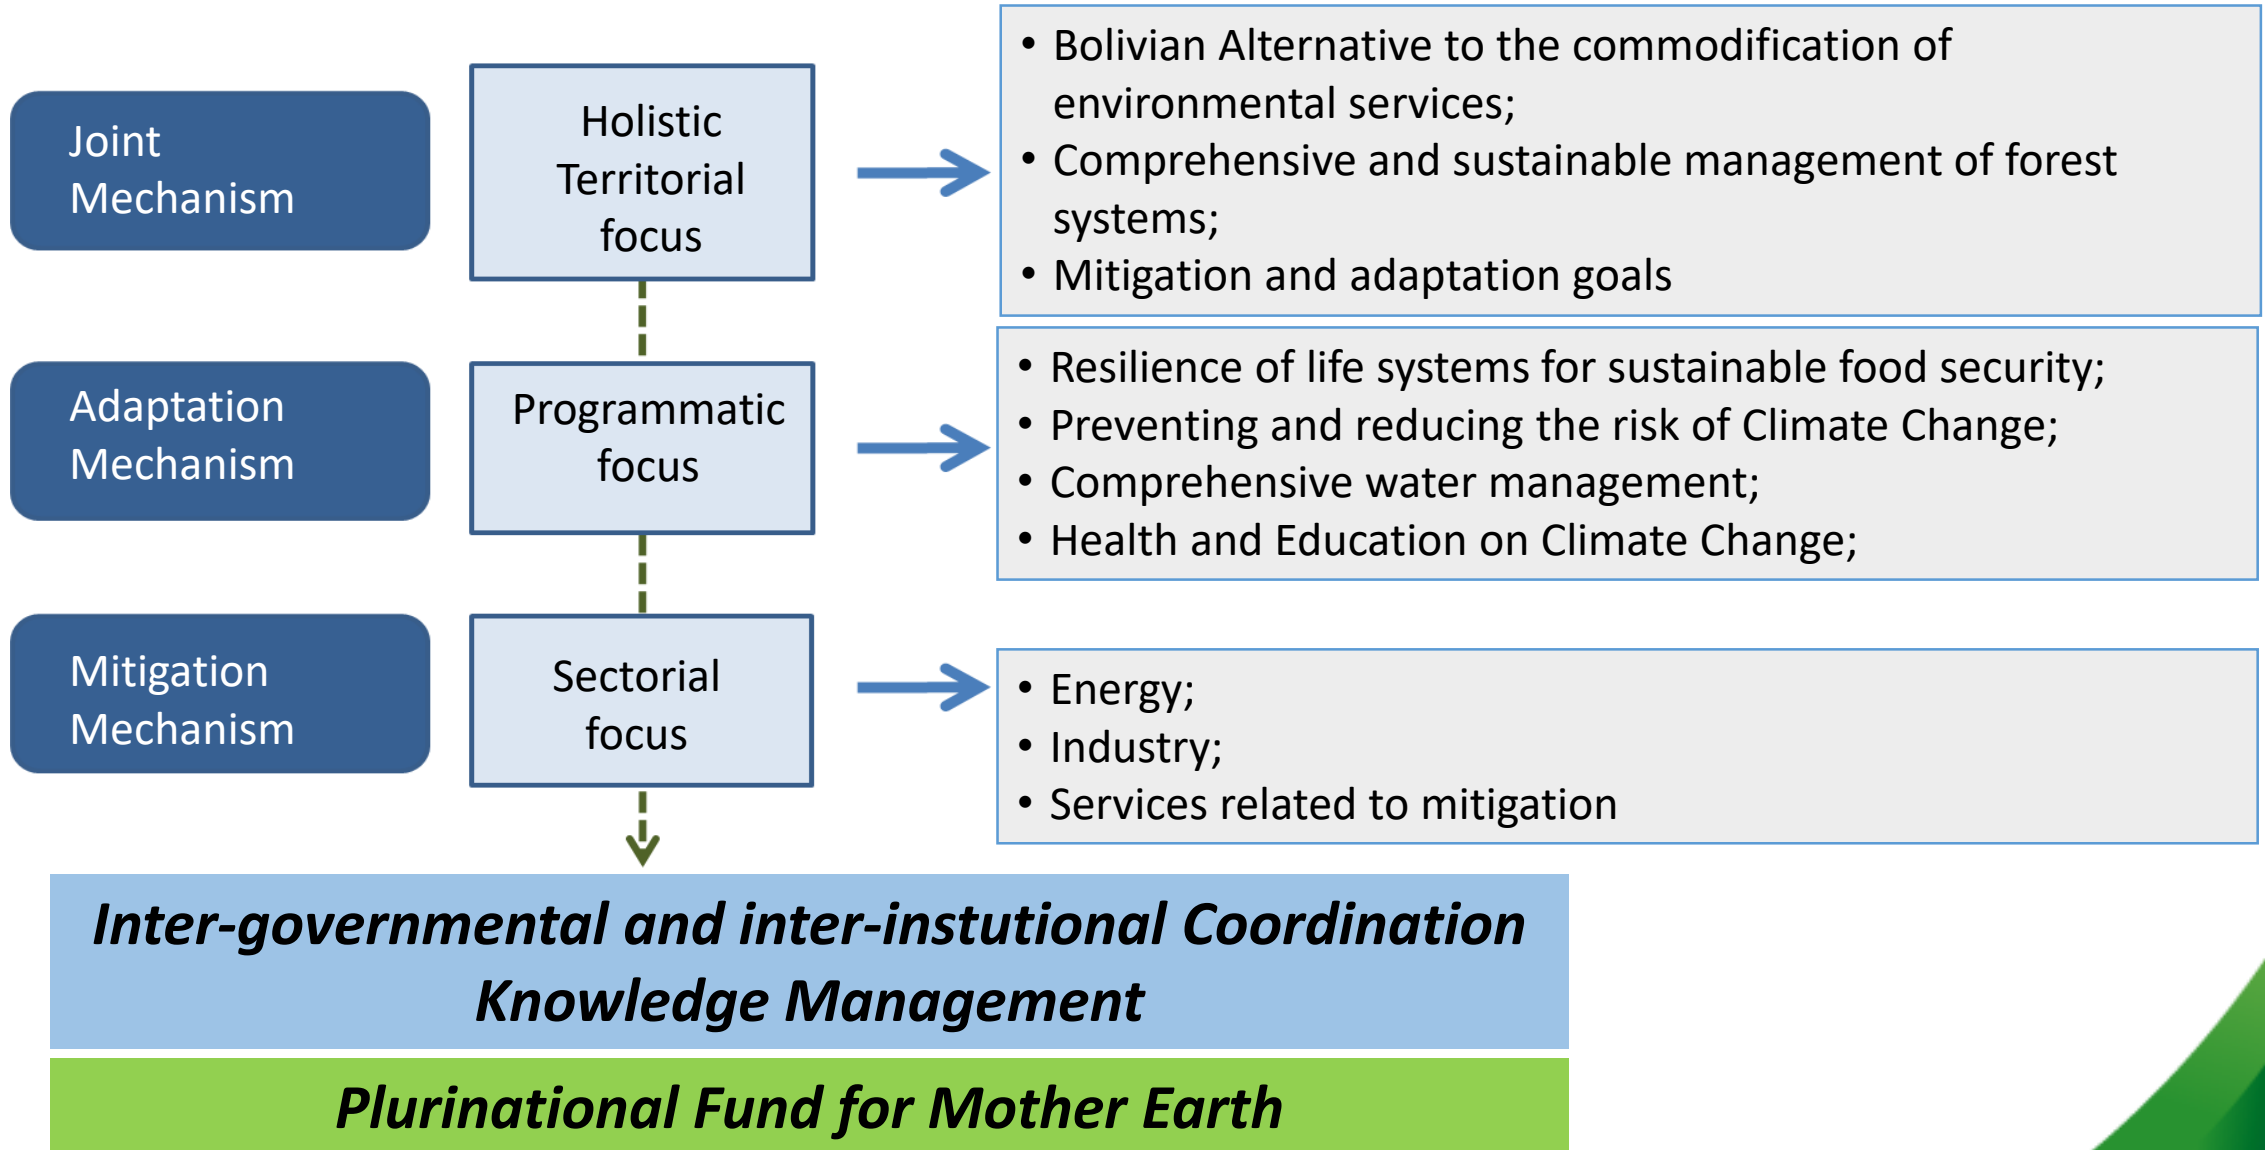 Joint
Mechanism
Holistic
Territorial
focus
• Bolivian Alternative to the commodification of
environmental services;
• Comprehensive and sustainable management of forest
systems;
• Mitigation and adaptation goals
Adaptation
Mechanism
Programmatic
focus
• Resilience of life systems for sustainable food security;
• Preventing and reducing the risk of Climate Change;
• Comprehensive water management;
• Health and Education on Climate Change;
Mitigation
Mechanism
Sectorial
focus
• Energy;
• Industry;
• Services related to mitigation
Inter-governmental and inter-instutional Coordination
Knowledge Management
Plurinational Fund for Mother Earth